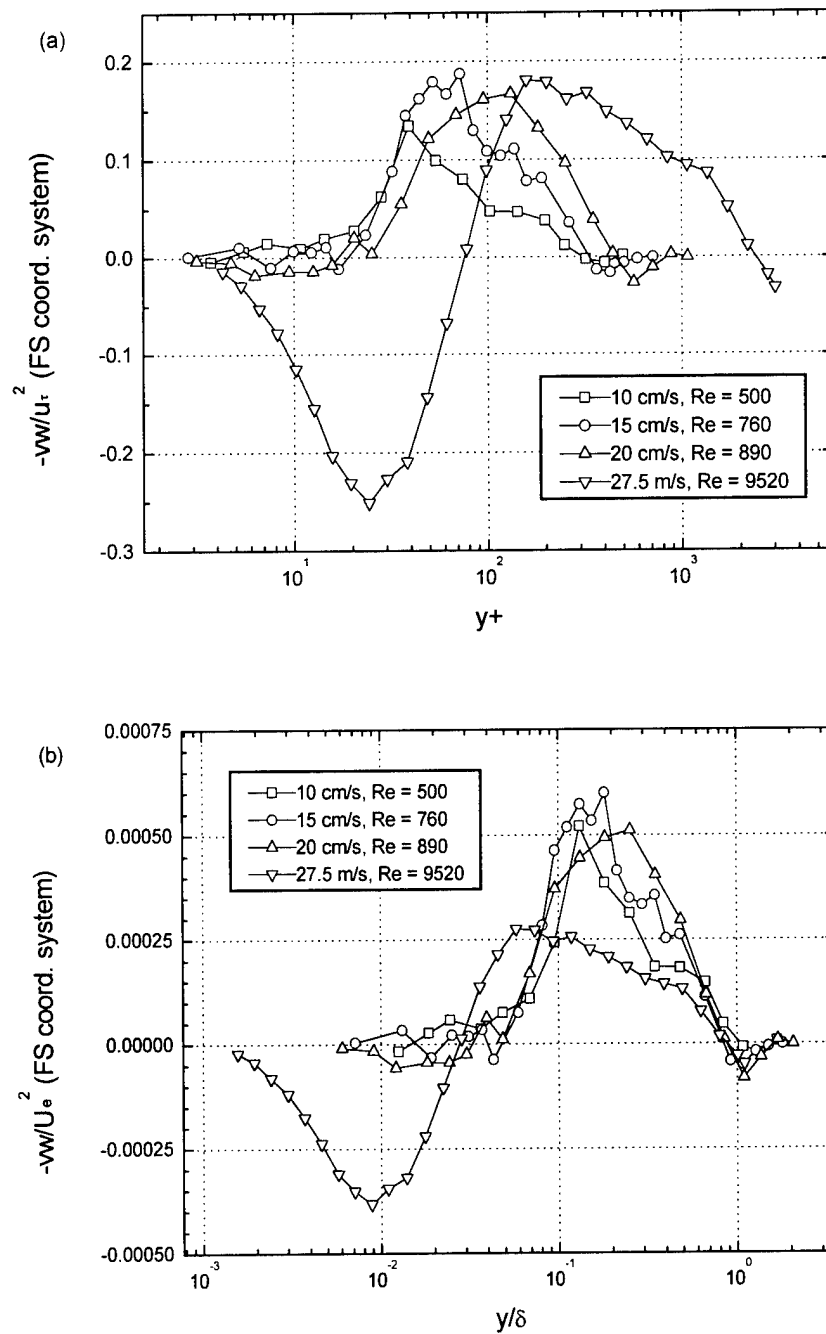 (a)
0.2
0.1
0.0
-0.1
-0.2
-0.3
-vw/uτ² (FS coord. system)
10 cm/s, Re = 500
15 cm/s, Re = 760
20 cm/s, Re = 890
27.5 m/s, Re = 9520
10¹ 10² 10³
y+
(b)
0.00075
0.00050
0.00025
0.00000
-0.00025
-0.00050
-vw/Ue² (FS coord. system)
10 cm/s, Re = 500
15 cm/s, Re = 760
20 cm/s, Re = 890
27.5 m/s, Re = 9520
10⁻³ 10⁻² 10⁻¹ 10⁰
y/δ